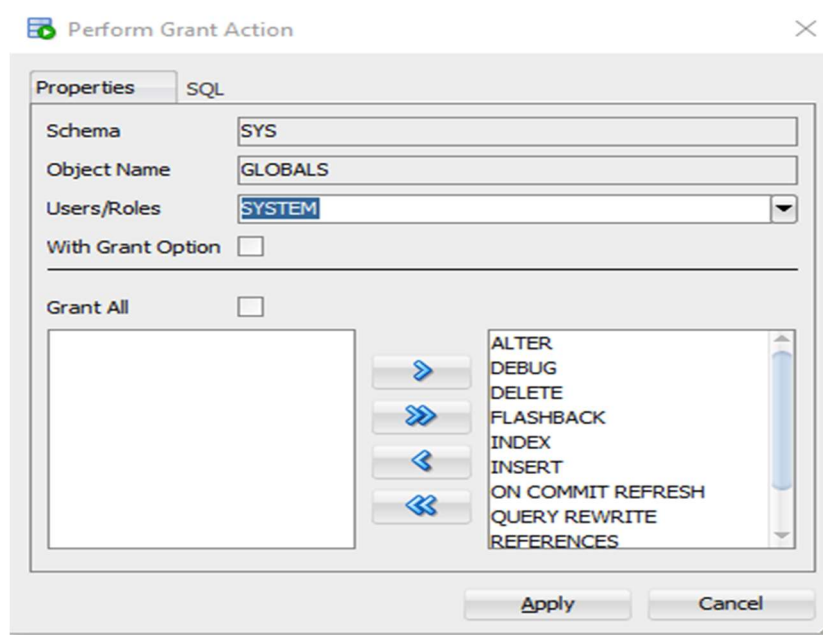 Perform Grant Action
Properties SQL
Schema SYS
Object Name GLOBALS
Users/Roles SYSTEM
With Grant Option
Grant All
ALTER
DEBUG
DELETE
FLASHBACK
INDEX
INSERT
ON COMMIT REFRESH
QUERY REWRITE
REFERENCES
Apply Cancel